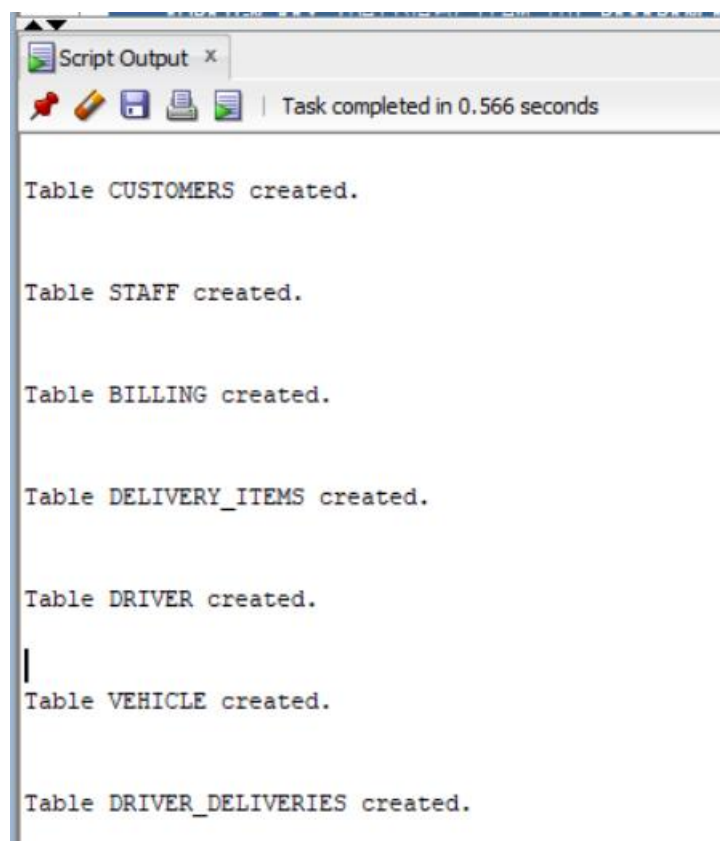 Script Output x
Task completed in 0.566 seconds
Table CUSTOMERS created.
Table STAFF created.
Table BILLING created.
Table DELIVERY_ITEMS created.
Table DRIVER created.
Table VEHICLE created.
Table DRIVER_DELIVERIES created.